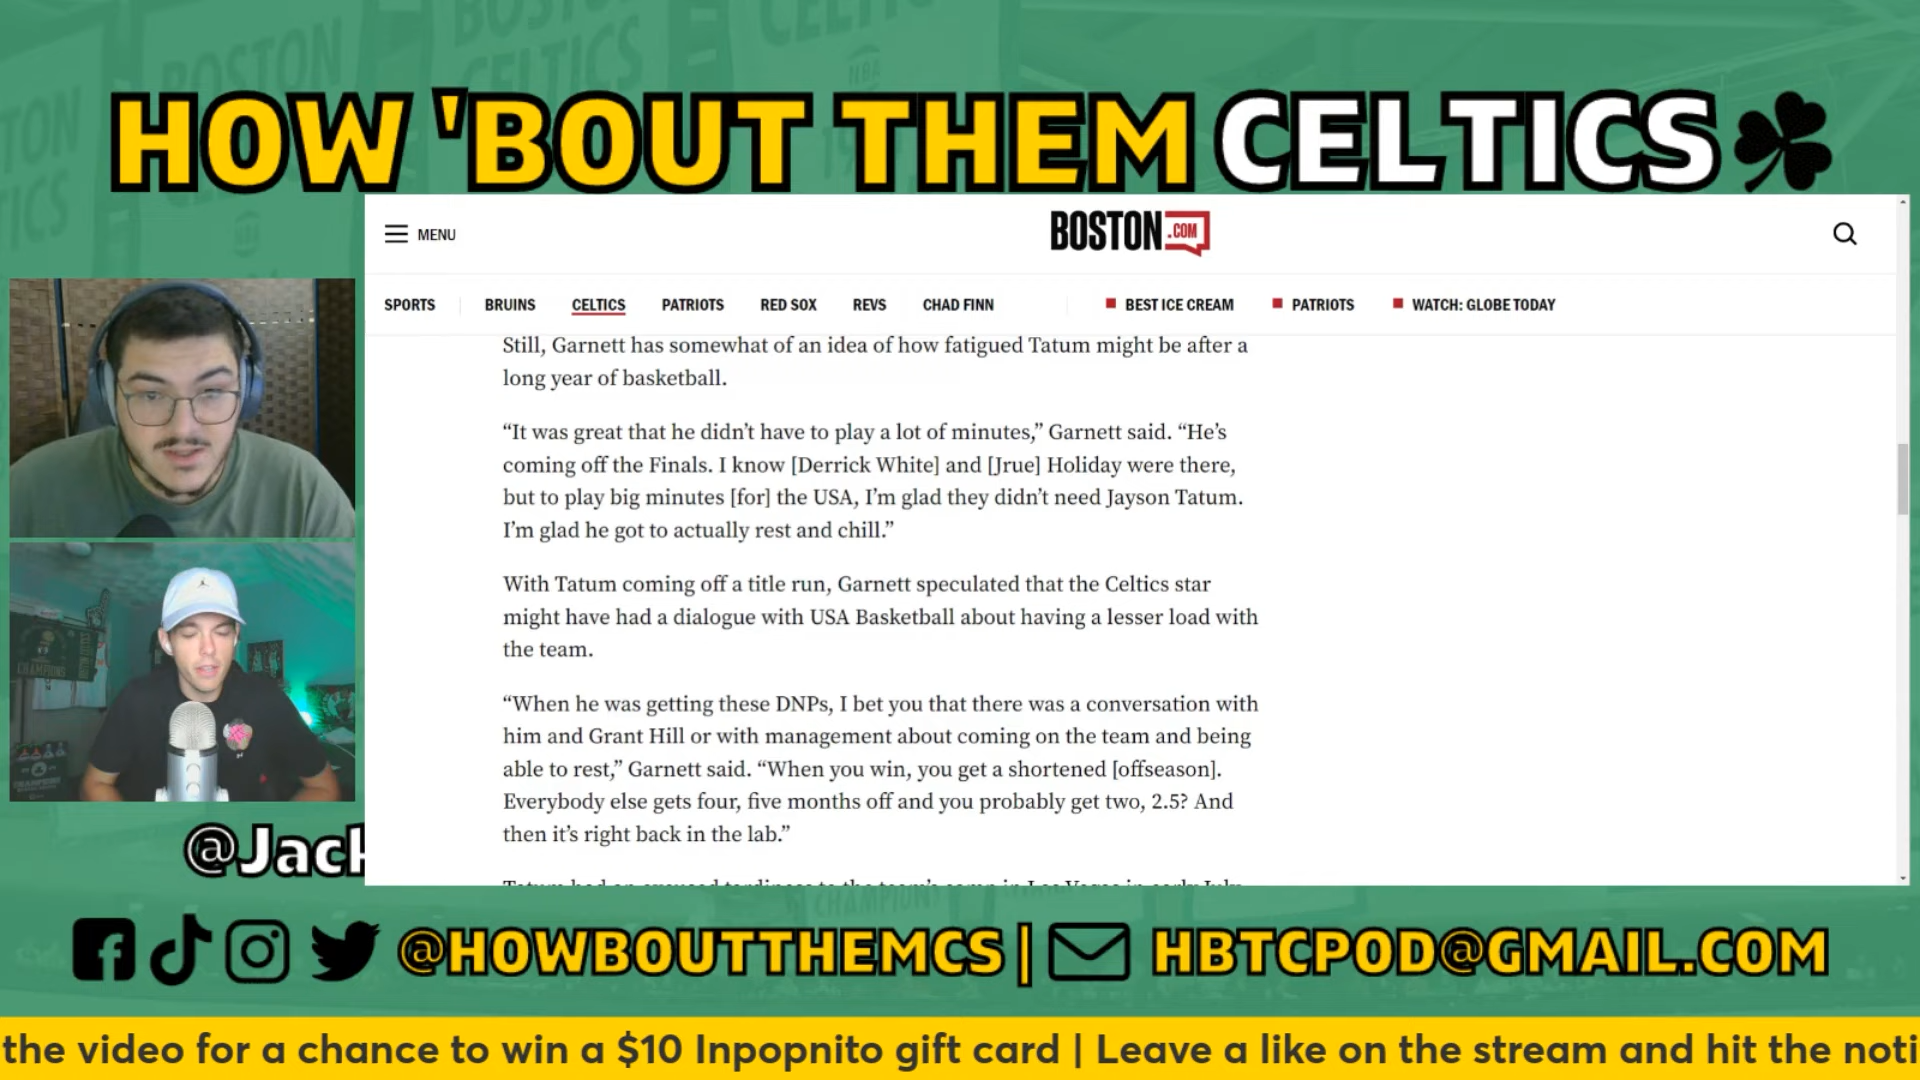 HOW 'BOUT THEM CELTICS
MENU
BOSTON.COM
SPORTS
BRUINS
CELTICS
PATRIOTS
RED SOX
REVS
CHAD FINN
BEST ICE CREAM
PATRIOTS
WATCH: GLOBE TODAY
Still, Garnett has somewhat of an idea of how fatigued Tatum might be after a
long year of basketball.
“It was great that he didn’t have to play a lot of minutes,” Garnett said. “He’s
coming off the Finals. I know [Derrick White] and [Jrue] Holiday were there,
but to play big minutes [for] the USA, I’m glad they didn’t need Jayson Tatum.
I’m glad he got to actually rest and chill.”
With Tatum coming off a title run, Garnett speculated that the Celtics star
might have had a dialogue with USA Basketball about having a lesser load with
the team.
“When he was getting these DNPs, I bet you that there was a conversation with
him and Grant Hill or with management about coming on the team and being
able to rest,” Garnett said. “When you win, you get a shortened [offseason].
Everybody else gets four, five months off and you probably get two, 2.5? And
then it’s right back in the lab.”
@Jack
@HOWBOUTTHEMCS | HBTCPOD@GMAIL.COM
the video for a chance to win a $10 Inpopnito gift card | Leave a like on the stream and hit the noti